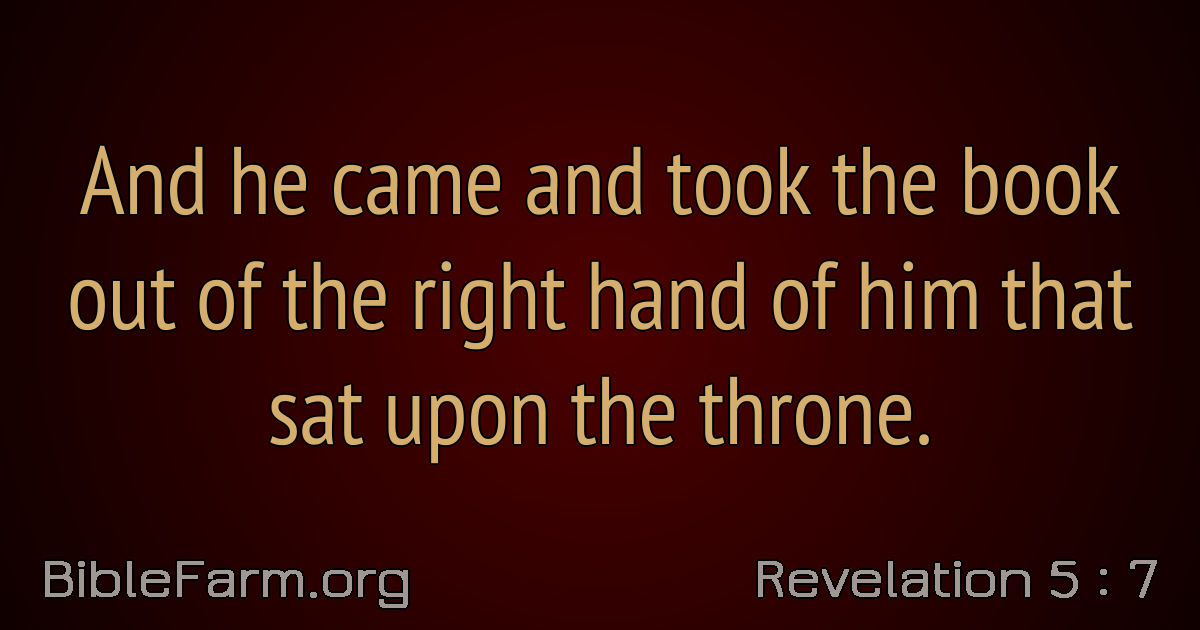 And he came and took the book
out of the right hand of him that
sat upon the throne.
BibleFarm.org
Revelation 5 : 7